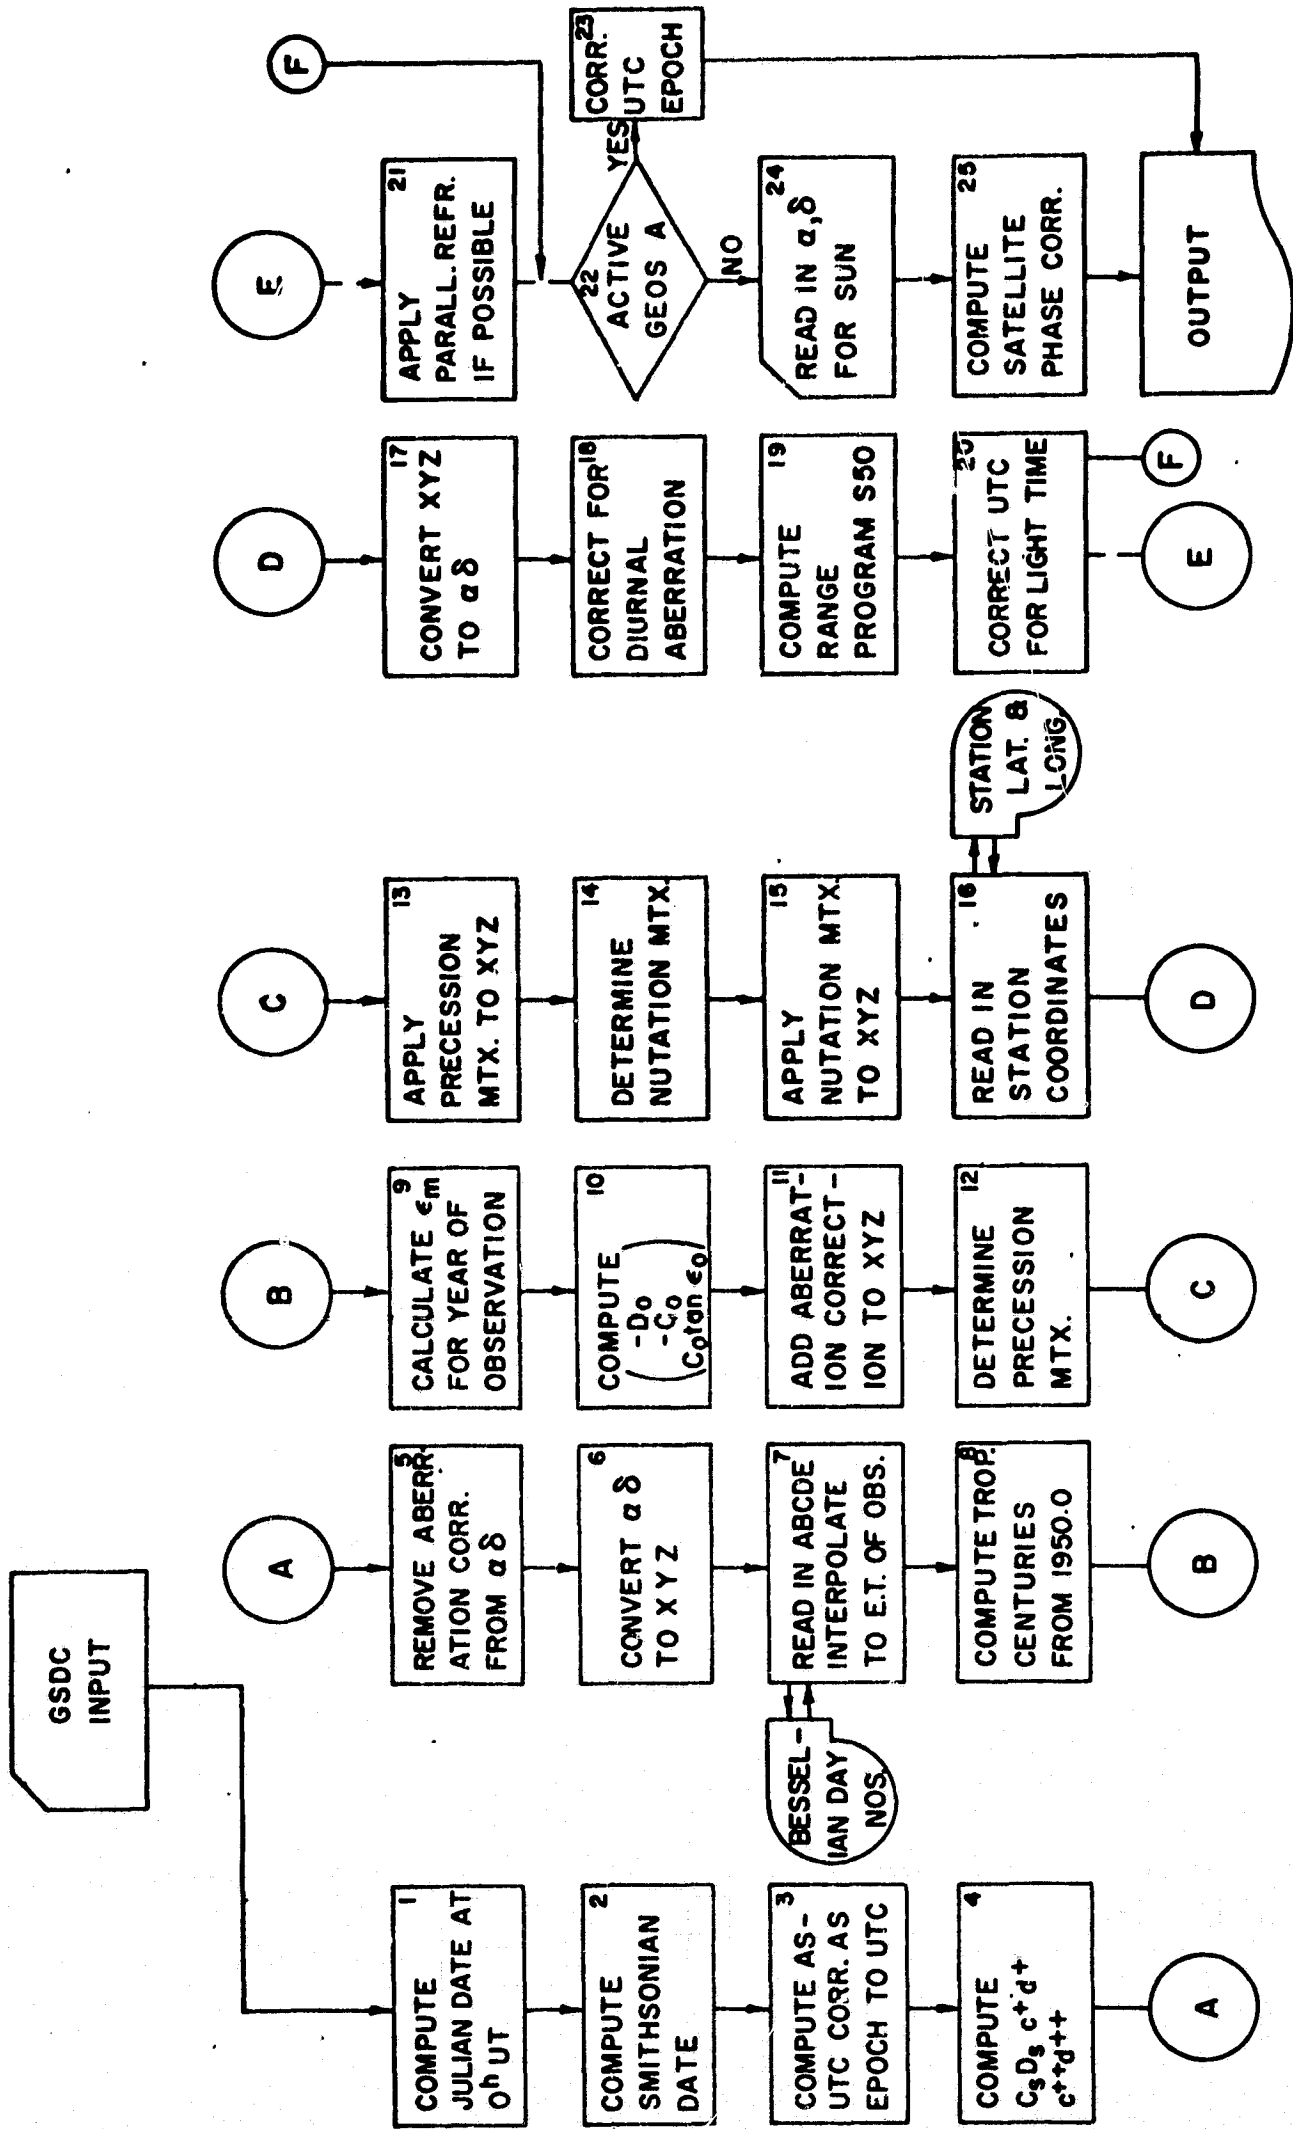 GSDC
INPUT
1
COMPUTE
JULIAN DATE AT
0ʰ UT
2
COMPUTE
SMITHSONIAN
DATE
3
COMPUTE AS-
UTC CORR. AS
EPOCH TO UTC
4
COMPUTE
CₛDₛ c⁺d⁺
c⁺⁺d⁺⁺
A
A
5
REMOVE ABERR-
ATION CORR.
FROM α δ
6
CONVERT α δ
TO X Y Z
BESSEL-
IAN DAY
NOS.
7
READ IN ABCDE
INTERPOLATE
TO E.T. OF OBS.
8
COMPUTE TROP.
CENTURIES
FROM 1950.0
B
B
9
CALCULATE ϵm
FOR YEAR OF
OBSERVATION
10
COMPUTE
-D₀
-C₀
C₀tan ϵ₀
11
ADD ABERRAT-
ION CORRECT-
ION TO XYZ
12
DETERMINE
PRECESSION
MTX.
C
C
13
APPLY
PRECESSION
MTX. TO XYZ
14
DETERMINE
NUTATION MTX.
15
APPLY
NUTATION MTX.
TO XYZ
16
READ IN
STATION
COORDINATES
STATION
LAT. &
LONG.
D
D
17
CONVERT XYZ
TO α δ
18
CORRECT FOR
DIURNAL
ABERRATION
19
COMPUTE
RANGE
PROGRAM S50
20
CORRECT UTC
FOR LIGHT TIME
E
F
E
F
21
APPLY
PARALL. REFR.
IF POSSIBLE
22
ACTIVE
GEOS A
YES
NO
23
CORR.
UTC
EPOCH
24
READ IN α,δ
FOR SUN
25
COMPUTE
SATELLITE
PHASE CORR.
OUTPUT